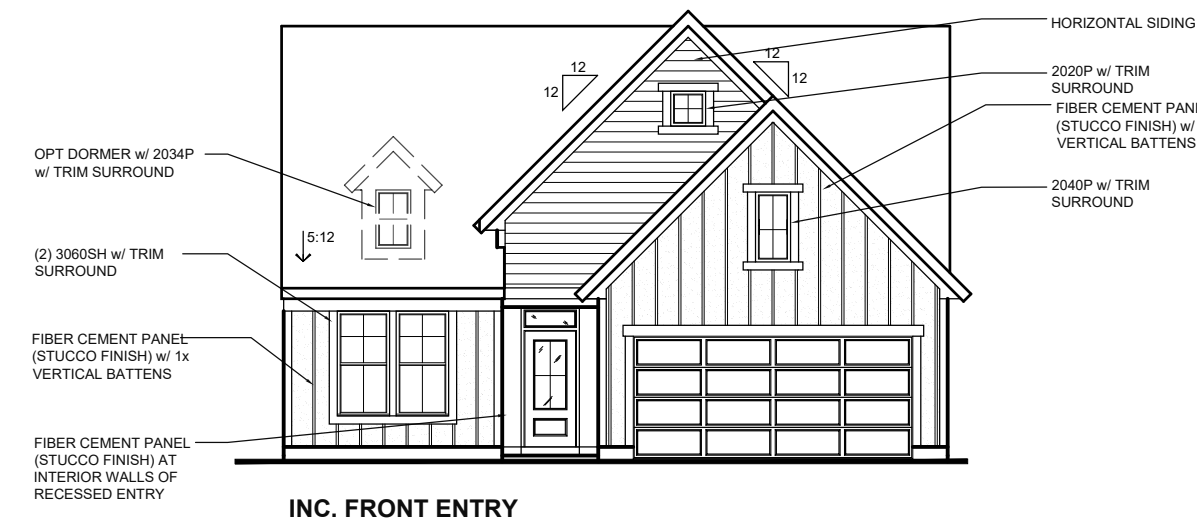 HORIZONTAL SIDING
12
12
12
12
2020P w/ TRIM
SURROUND
FIBER CEMENT PAN
(STUCCO FINISH) w/
VERTICAL BATTENS
OPT DORMER w/ 2034P
w/ TRIM SURROUND
2040P w/ TRIM
SURROUND
5:12
(2) 3060SH w/ TRIM
SURROUND
FIBER CEMENT PANEL
(STUCCO FINISH) w/ 1x
VERTICAL BATTENS
FIBER CEMENT PANEL
(STUCCO FINISH) AT
INTERIOR WALLS OF
RECESSED ENTRY
INC. FRONT ENTRY